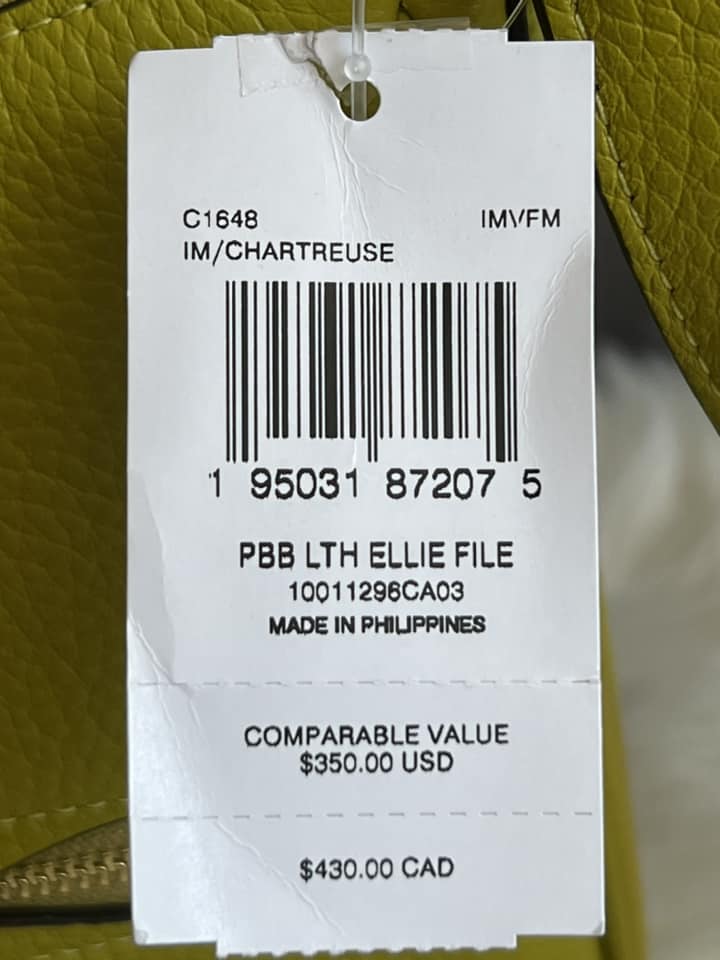 C1648 IMVFM
IM/CHARTREUSE
1 95031 87207 5
PBB LTH ELLIE FILE
10011296CA03
MADE IN PHILIPPINES
COMPARABLE VALUE
$350.00 USD
$430.00 CAD